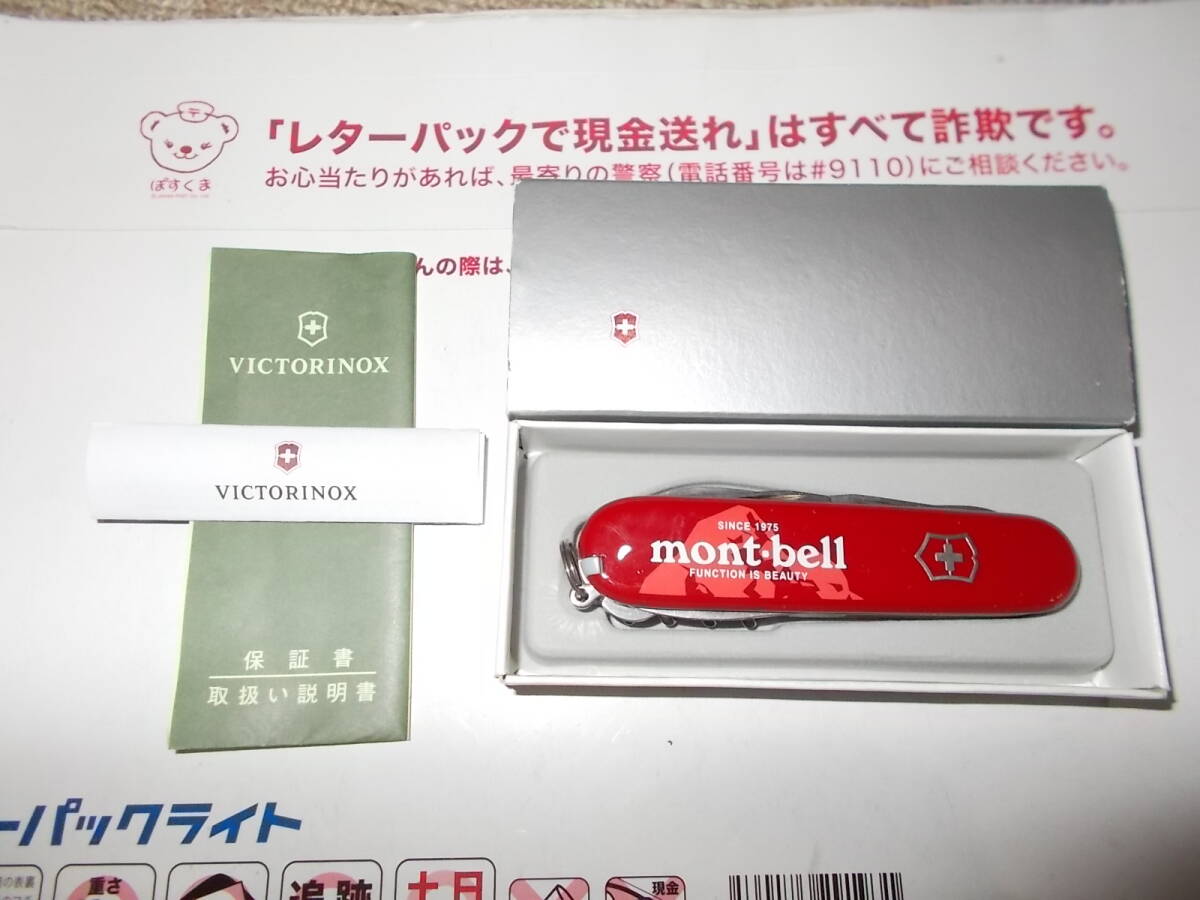 「レターパックで現金送れ」はすべて詐欺です。
お心当たりがあれば、最寄りの警察(電話番号は#9110)にご相談ください。
ぽすくま
んの際は、
VICTORINOX
VICTORINOX
保証書
取扱い説明書
SINCE 1975
mont·bell
FUNCTION IS BEAUTY
ーパックライト
の表裏
重さ
追跡
土日
現金